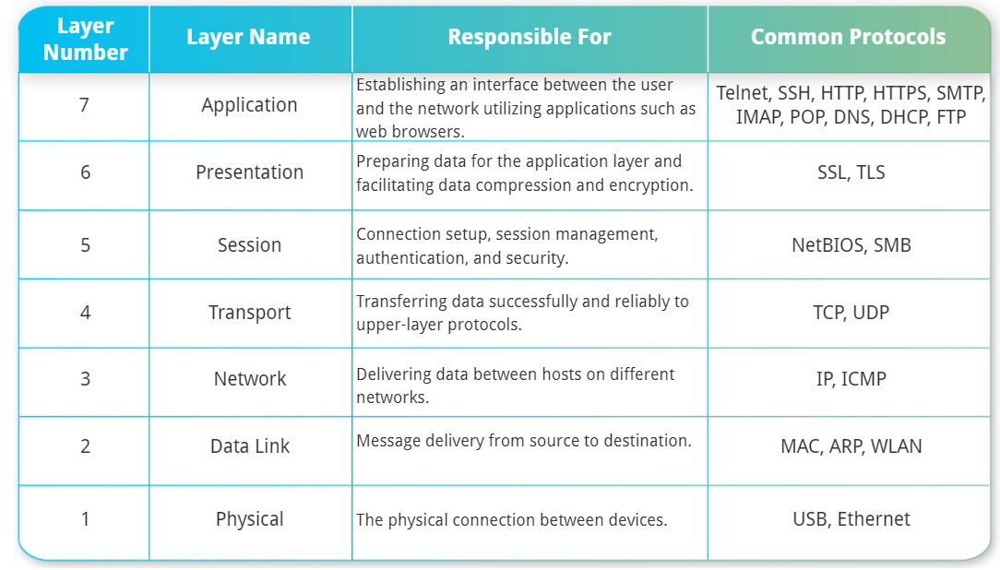 Layer Number
Layer Name
Responsible For
Common Protocols
7
Application
Establishing an interface between the user
and the network utilizing applications such as
web browsers.
Telnet, SSH, HTTP, HTTPS, SMTP,
IMAP, POP, DNS, DHCP, FTP
6
Presentation
Preparing data for the application layer and
facilitating data compression and encryption.
SSL, TLS
5
Session
Connection setup, session management,
authentication, and security.
NetBIOS, SMB
4
Transport
Transferring data successfully and reliably to
upper-layer protocols.
TCP, UDP
3
Network
Delivering data between hosts on different
networks.
IP, ICMP
2
Data Link
Message delivery from source to destination.
MAC, ARP, WLAN
1
Physical
The physical connection between devices.
USB, Ethernet